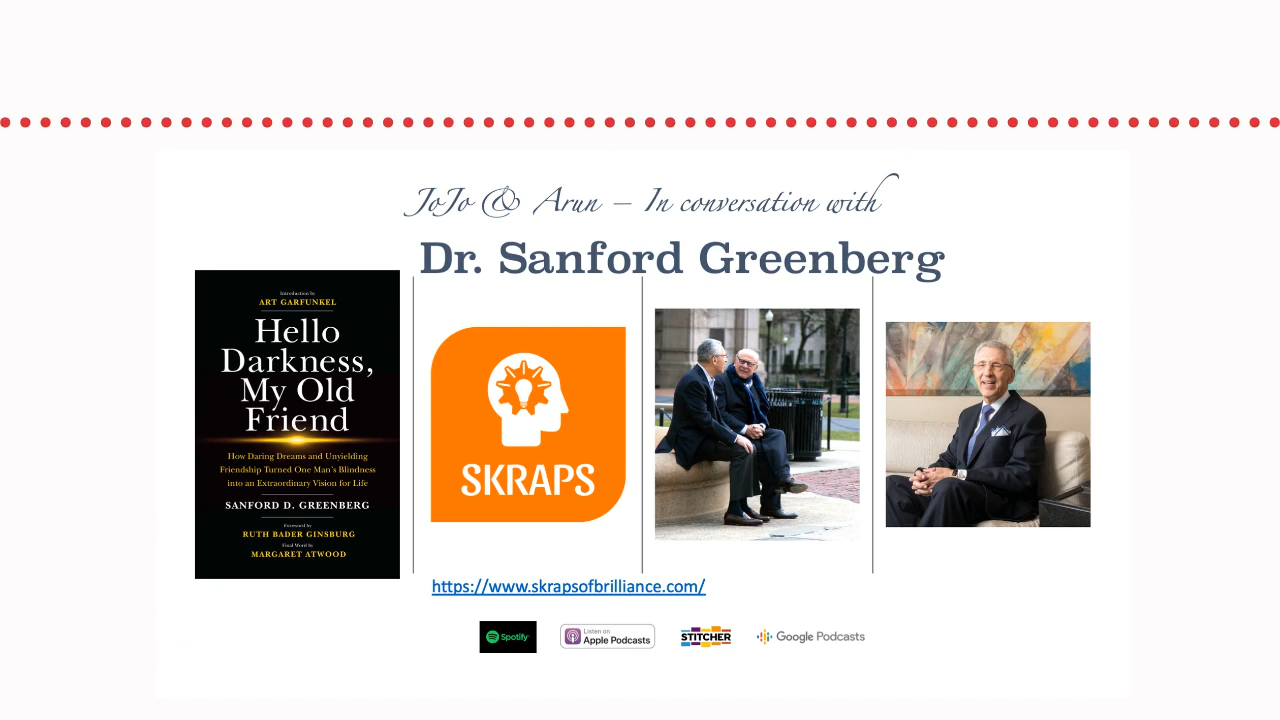 JoJo & Arun – In conversation with
Dr. Sanford Greenberg
Introduction by
ART GARFUNKEL
Hello
Darkness,
My Old
Friend
How Daring Dreams and Unyielding
Friendship Turned One Man's Blindness
into an Extraordinary Vision for Life
SANFORD D. GREENBERG
Foreword by
RUTH BADER GINSBURG
Final Word by
MARGARET ATWOOD
SKRAPS
TRASH
https://www.skrapsofbrilliance.com/
Spotify
Listen on
Apple Podcasts
STITCHER
Google Podcasts